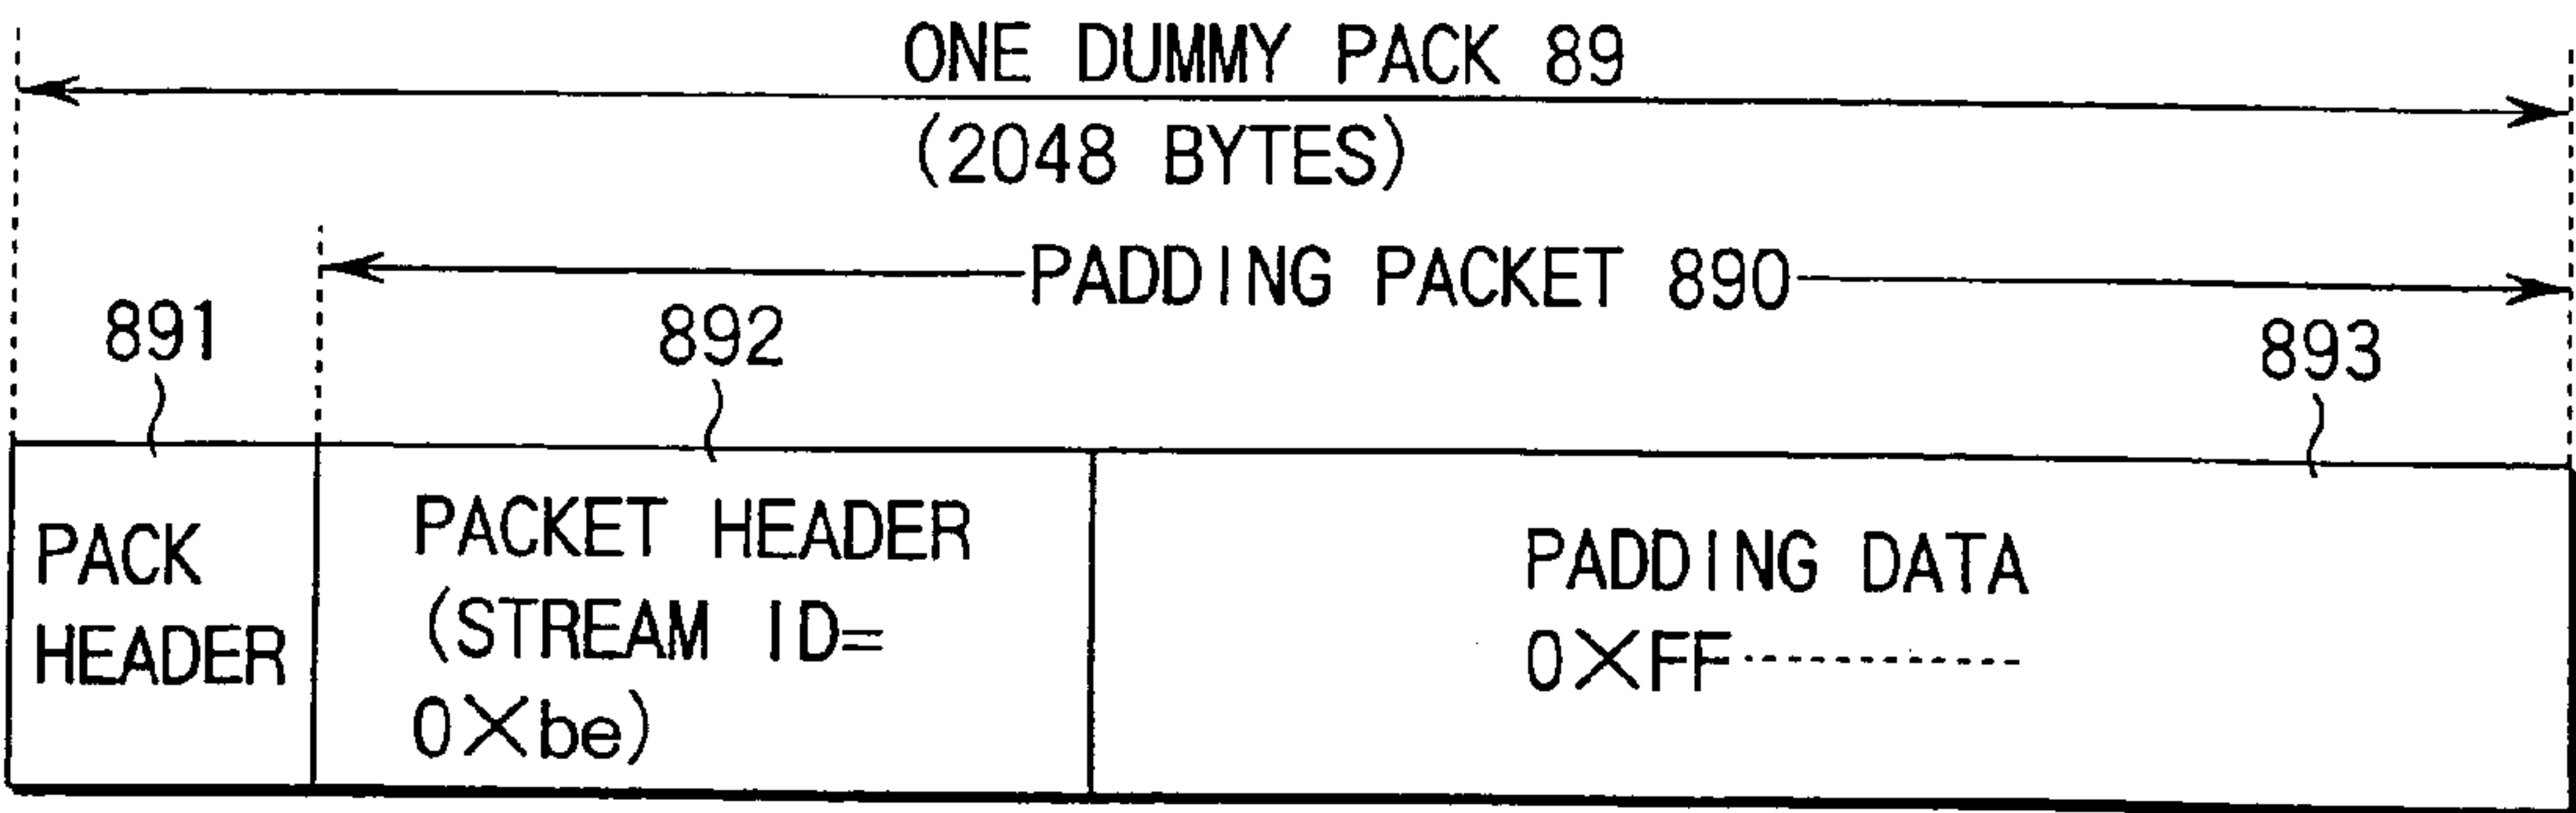 ONE DUMMY PACK 89
(2048 BYTES)
PADDING PACKET 890
891
892
893
PACK
HEADER
PACKET HEADER
(STREAM ID=
0×be)
PADDING DATA
0×FF-----------